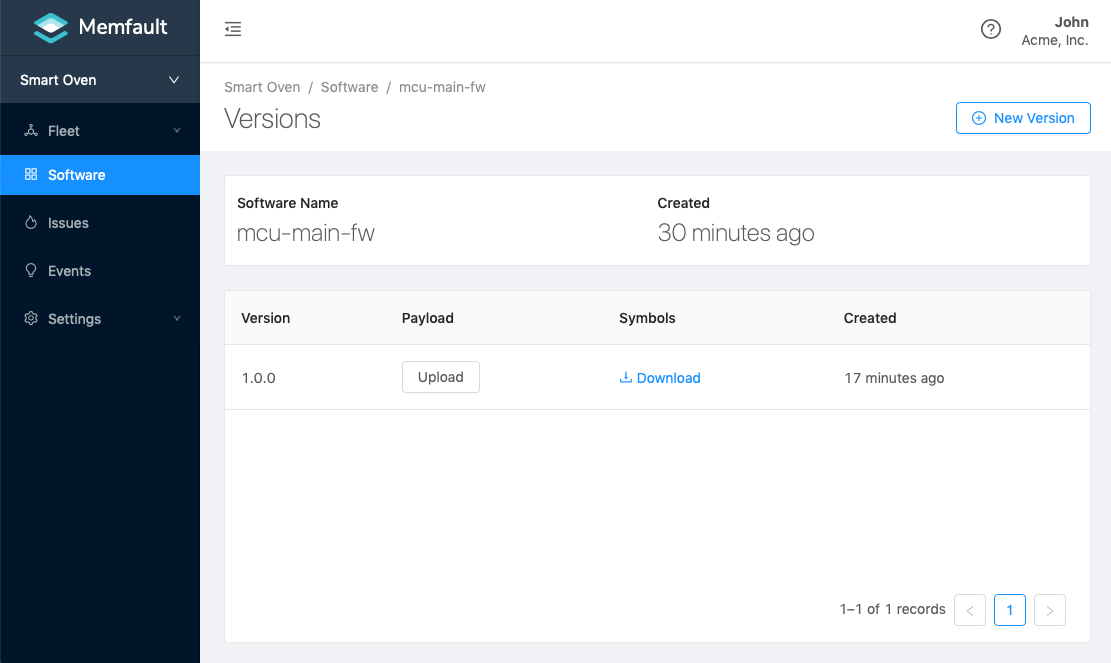 Memfault
John
Acme, Inc.
Smart Oven
Fleet
Software
Issues
Events
Settings
Smart Oven / Software / mcu-main-fw
Versions
New Version
Software Name
Created
mcu-main-fw
30 minutes ago
Version Payload Symbols Created
1.0.0 Upload Download 17 minutes ago
1–1 of 1 records < 1 >